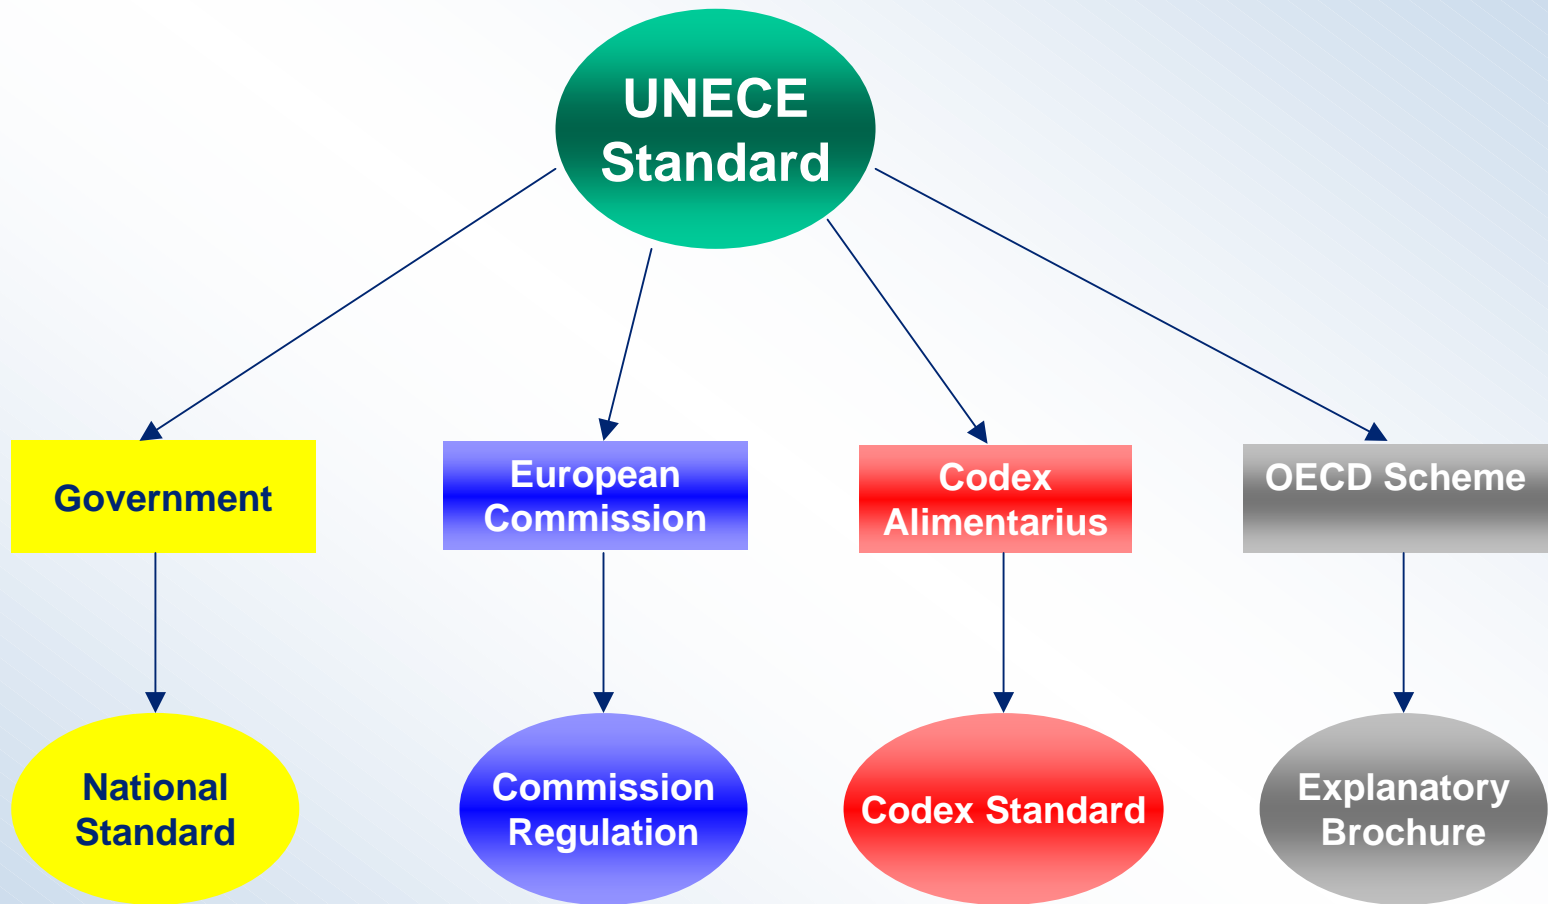 UNECE
Standard
Government
European
Commission
Codex
Alimentarius
OECD Scheme
National
Standard
Commission
Regulation
Codex Standard
Explanatory
Brochure